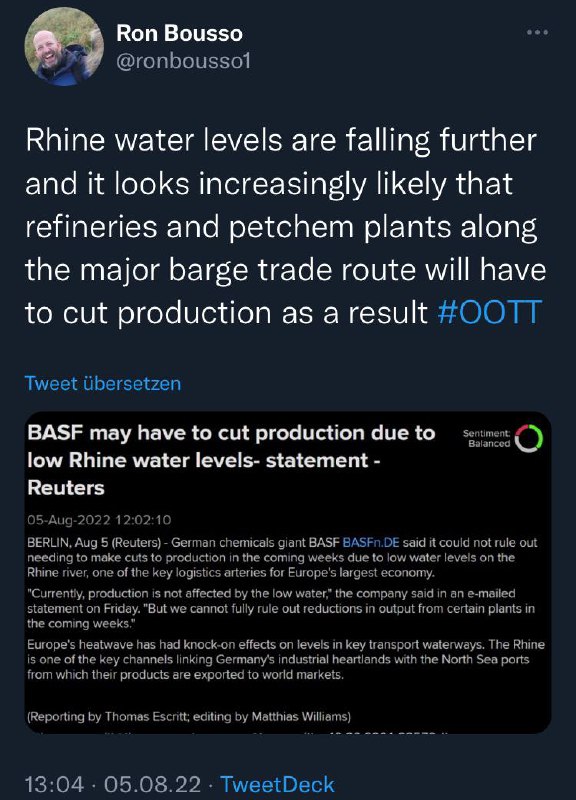 Ron Bousso
@ronbousso1
Rhine water levels are falling further
and it looks increasingly likely that
refineries and petchem plants along
the major barge trade route will have
to cut production as a result #OOTT
Tweet übersetzen
BASF may have to cut production due to
low Rhine water levels- statement -
Reuters
Sentiment:
Balanced
05-Aug-2022 12:02:10
BERLIN, Aug 5 (Reuters) - German chemicals giant BASF BASFn.DE said it could not rule out
needing to make cuts to production in the coming weeks due to low water levels on the
Rhine river, one of the key logistics arteries for Europe's largest economy.
"Currently, production is not affected by the low water," the company said in an e-mailed
statement on Friday. "But we cannot fully rule out reductions in output from certain plants in
the coming weeks."
Europe's heatwave has had knock-on effects on levels in key transport waterways. The Rhine
is one of the key channels linking Germany's industrial heartlands with the North Sea ports
from which their products are exported to world markets.
(Reporting by Thomas Escritt; editing by Matthias Williams)
13:04 · 05.08.22 · TweetDeck